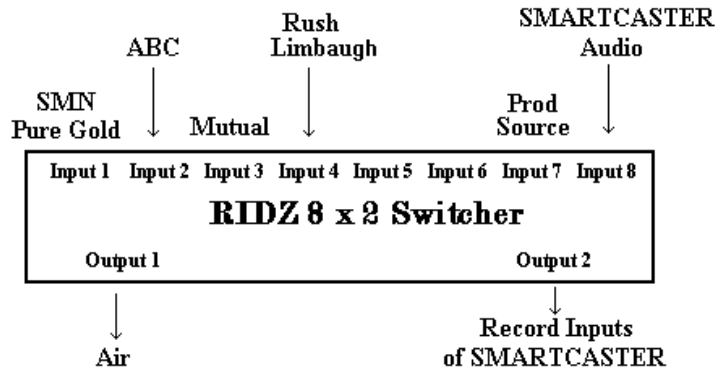 SMARTCASTER
Audio
Rush
Limbaugh
ABC
SMN
Pure Gold
Mutual
Prod
Source
Input 1 Input 2 Input 3 Input 4 Input 5 Input 6 Input 7 Input 8
RIDZ 8 x 2 Switcher
Output 1 Output 2
Air
Record Inputs
of SMARTCASTER